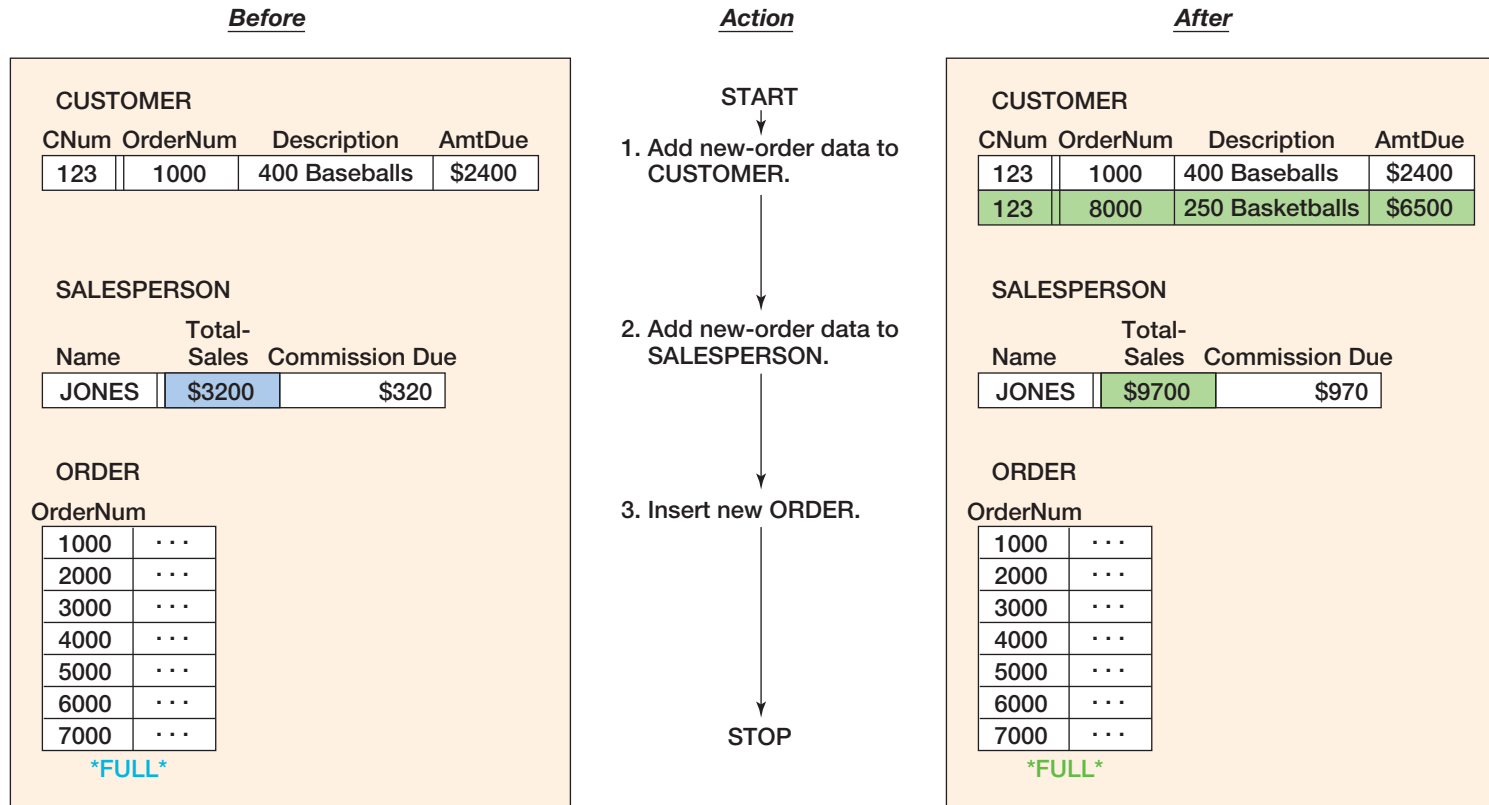 Before
CUSTOMER
CNum OrderNum Description AmtDue
123 1000 400 Baseballs $2400
SALESPERSON
Total-
Name Sales Commission Due
JONES $3200 $320
ORDER
OrderNum
1000 . . .
2000 . . .
3000 . . .
4000 . . .
5000 . . .
6000 . . .
7000 . . .
*FULL*
Action
START
1. Add new-order data to
CUSTOMER.
2. Add new-order data to
SALESPERSON.
3. Insert new ORDER.
STOP
After
CUSTOMER
CNum OrderNum Description AmtDue
123 1000 400 Baseballs $2400
123 8000 250 Basketballs $6500
SALESPERSON
Total-
Name Sales Commission Due
JONES $9700 $970
ORDER
OrderNum
1000 . . .
2000 . . .
3000 . . .
4000 . . .
5000 . . .
6000 . . .
7000 . . .
*FULL*